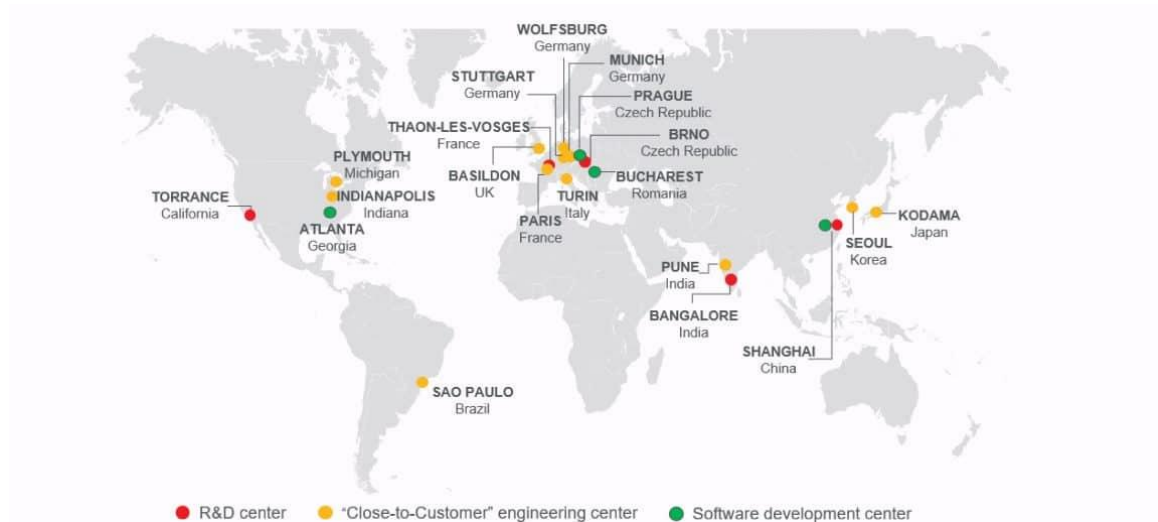 WOLFSBURG
Germany
MUNICH
Germany
STUTTGART
Germany
PRAGUE
Czech Republic
THAON-LES-VOSGES
France
BRNO
Czech Republic
PLYMOUTH
Michigan
BASILDON
UK
BUCHAREST
Romania
TORRANCE
California
INDIANAPOLIS
Indiana
TURIN
Italy
PARIS
France
ATLANTA
Georgia
KODAMA
Japan
SEOUL
Korea
PUNE
India
BANGALORE
India
SHANGHAI
China
SAO PAULO
Brazil
R&D center
“Close-to-Customer” engineering center
Software development center